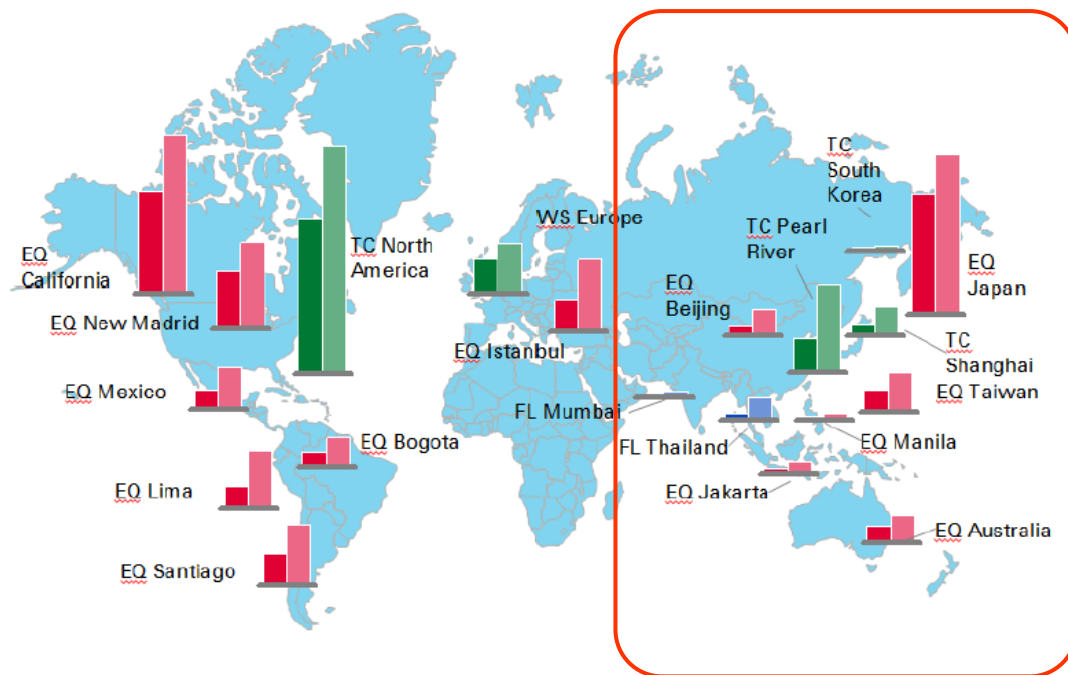 EQ
California
EQ New Madrid
TC North
America
EQ Mexico
EQ Bogota
EQ Lima
EQ Santiago
WS Europe
EQ Istanbul
TC
South
Korea
TC Pearl
River
EQ
Beijing
EQ
Japan
TC
Shanghai
EQ Taiwan
FL Mumbai
FL Thailand
EQ Manila
EQ Jakarta
EQ Australia